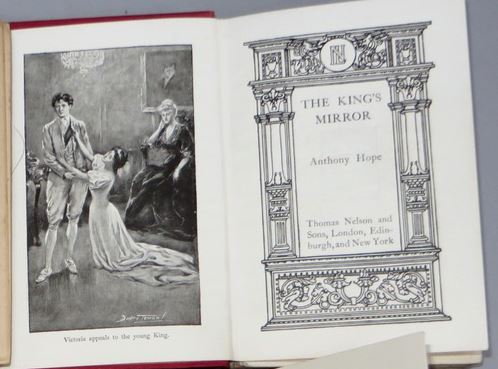 Victoria appeals to the young King.
N
THE KING'S
MIRROR
Anthony Hope
Thomas Nelson and
Sons, London, Edin-
burgh, and New York